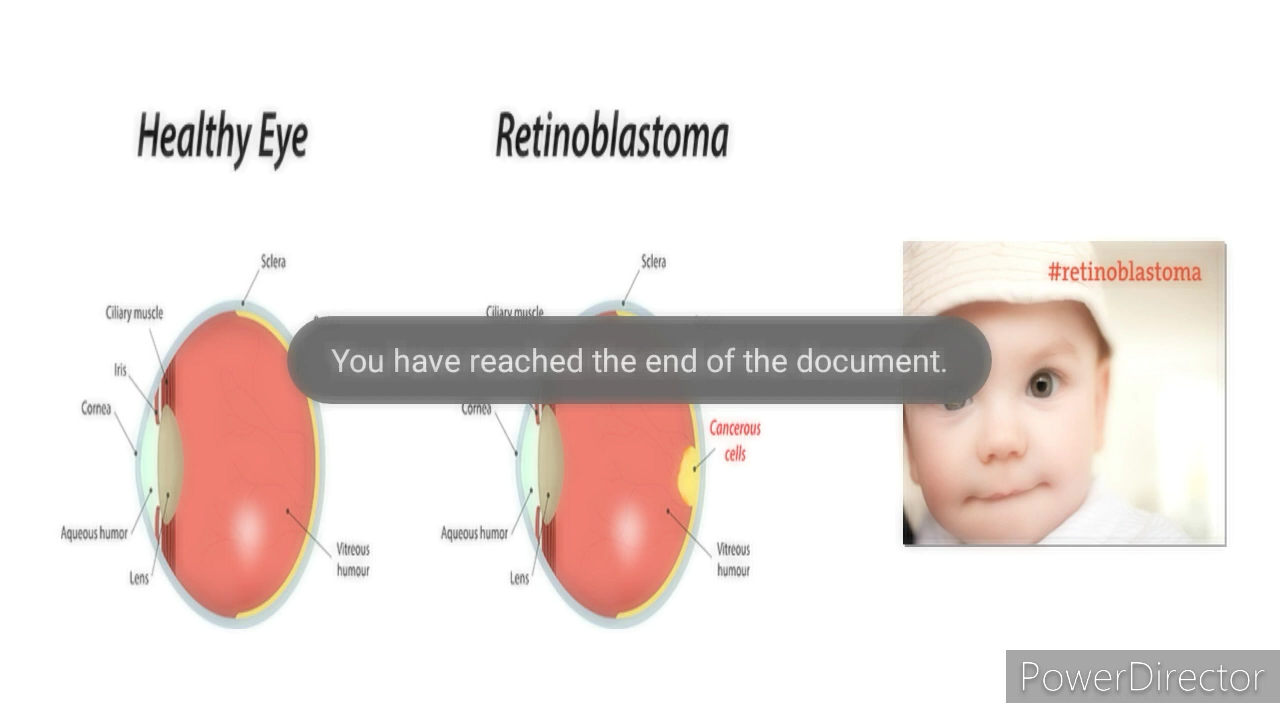 Healthy Eye
Retinoblastoma
Sclera
Ciliary muscle
Iris
Cornea
Aqueous humor
Lens
Vitreous
humour
Sclera
Ciliary muscle
Cornea
Aqueous humor
Lens
Cancerous
cells
Vitreous
humour
#retinoblastoma
You have reached the end of the document.
PowerDirector